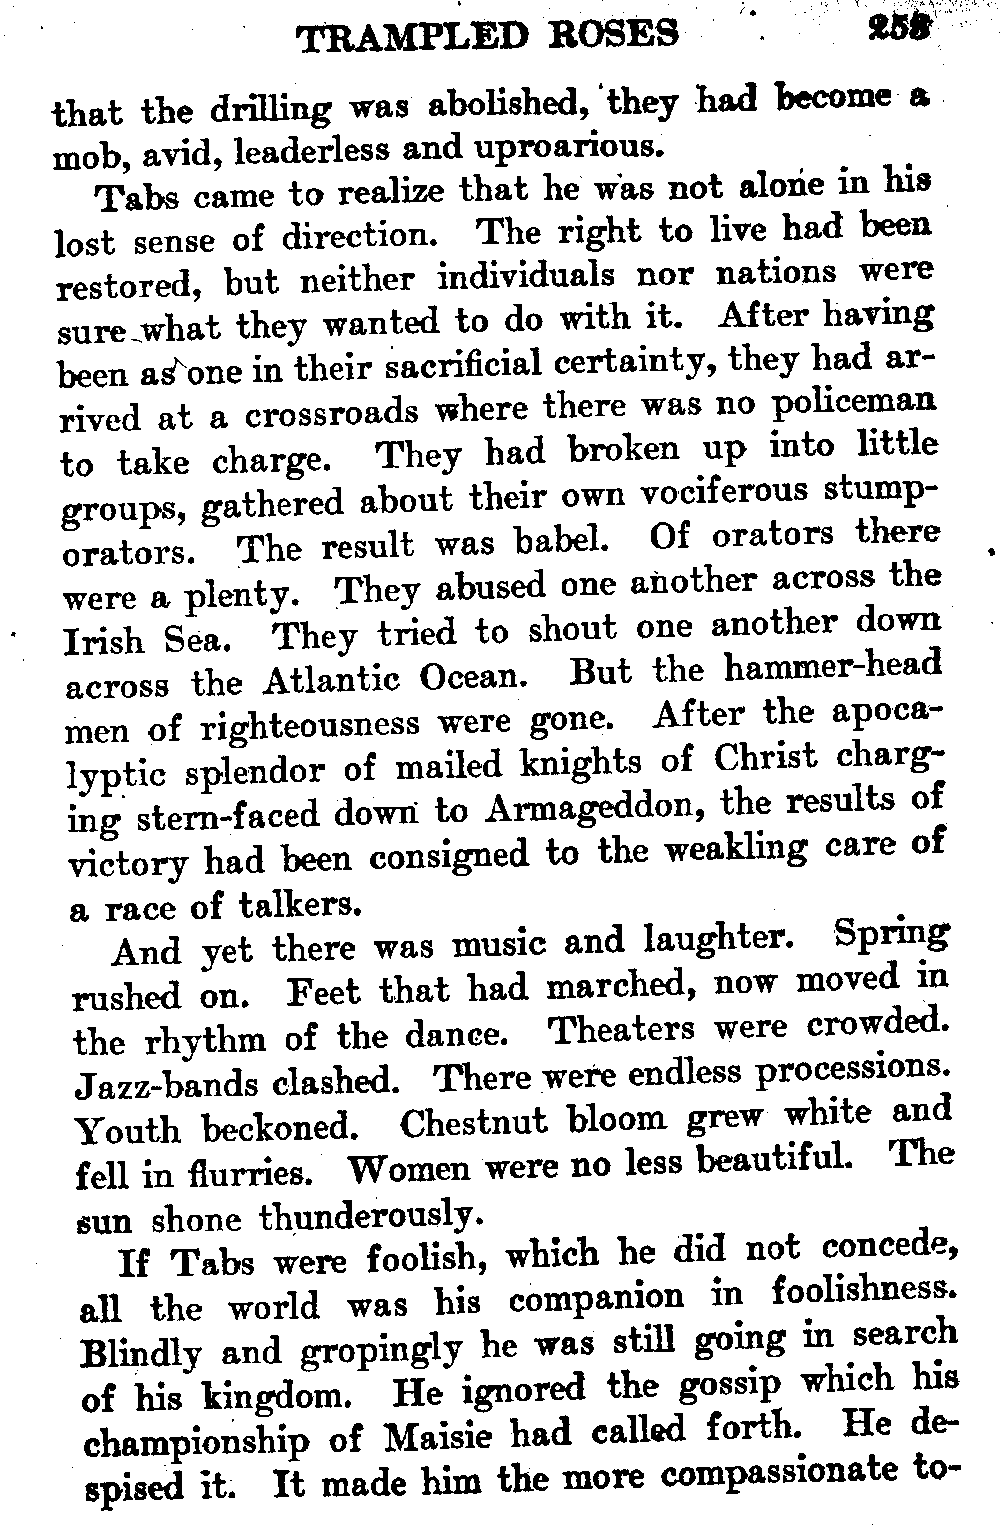 TRAMPLED ROSES 253
that the drilling was abolished, they had become a
mob, avid, leaderless and uproarious.
Tabs came to realize that he was not alone in his
lost sense of direction. The right to live had been
restored, but neither individuals nor nations were
sure what they wanted to do with it. After having
been as one in their sacrificial certainty, they had ar-
rived at a crossroads where there was no policeman
to take charge. They had broken up into little
groups, gathered about their own vociferous stump-
orators. The result was babel. Of orators there
were a plenty. They abused one another across the
Irish Sea. They tried to shout one another down
across the Atlantic Ocean. But the hammer-head
men of righteousness were gone. After the apoca-
lyptic splendor of mailed knights of Christ charg-
ing stern-faced down to Armageddon, the results of
victory had been consigned to the weakling care of
a race of talkers.
And yet there was music and laughter. Spring
rushed on. Feet that had marched, now moved in
the rhythm of the dance. Theaters were crowded.
Jazz-bands clashed. There were endless processions.
Youth beckoned. Chestnut bloom grew white and
fell in flurries. Women were no less beautiful. The
sun shone thunderously.
If Tabs were foolish, which he did not concede,
all the world was his companion in foolishness.
Blindly and gropingly he was still going in search
of his kingdom. He ignored the gossip which his
championship of Maisie had called forth. He de-
spised it. It made him the more compassionate to-